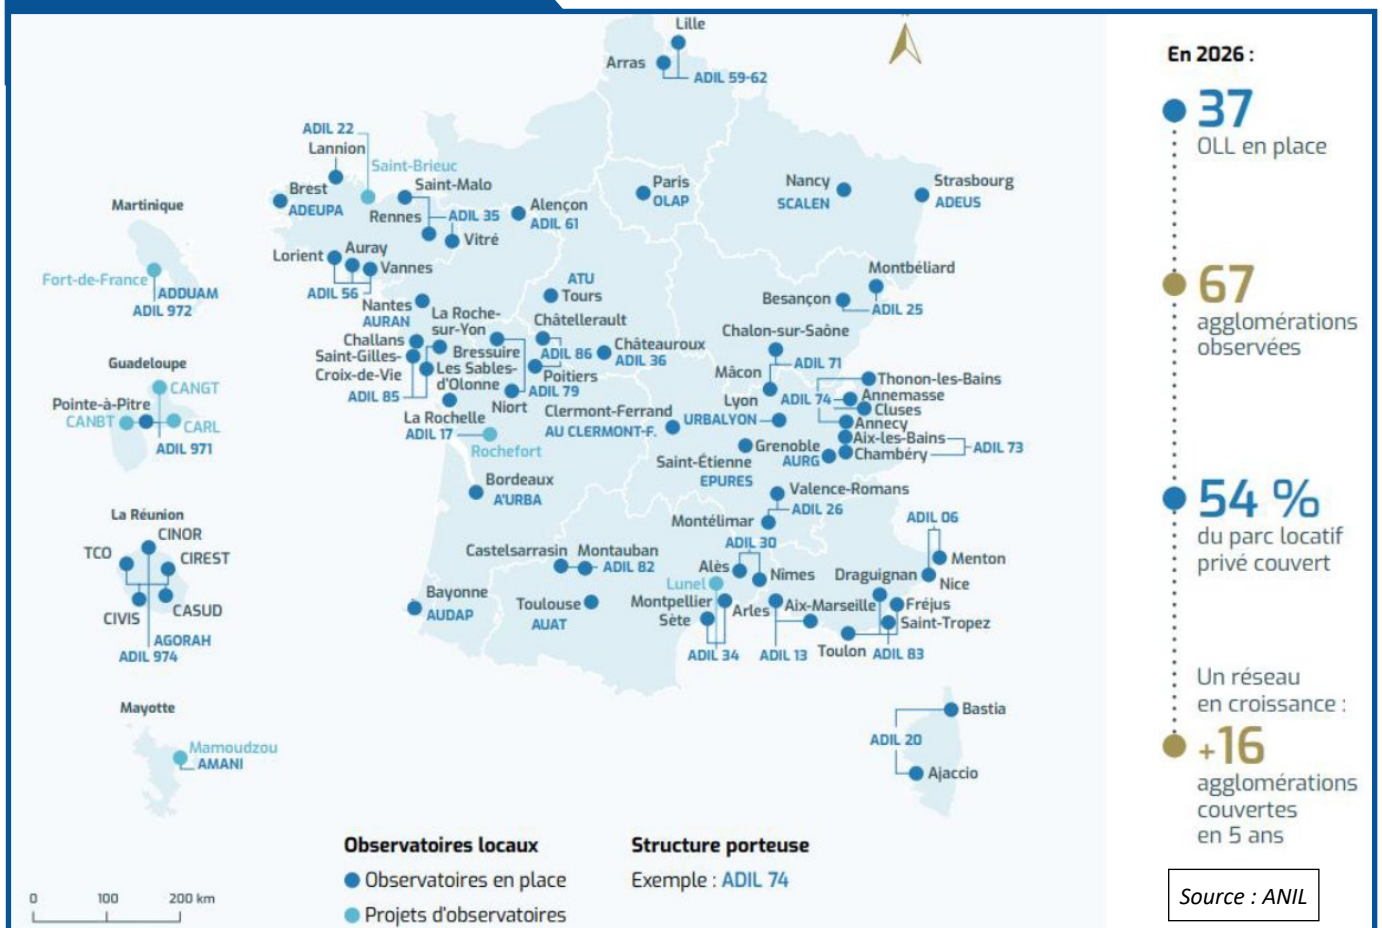 Lille
Arras
ADIL 59-62
ADIL 22
Lannion
Saint-Brieuc
Brest
ADEUPA
Saint-Malo
Rennes
ADIL 35
Vitré
Alençon
ADIL 61
Paris
OLAP
Nancy
SCALEN
Strasbourg
ADEUS
Lorient
Auray
Vannes
ADIL 56
Nantes
AURAN
ATU
Tours
Montbéliard
Besançon
ADIL 25
La Roche-
sur-Yon
Challans
Saint-Gilles-
Croix-de-Vie
Les Sables-
d'Olonne
ADIL 85
Bressuire
Niort
ADIL 79
Châtellerault
ADIL 86
Poitiers
Châteauroux
ADIL 36
Chalon-sur-Saône
ADIL 71
Mâcon
Lyon
URBALYON
ADIL 74
Thonon-les-Bains
Annemasse
Cluses
Annecy
Aix-les-Bains
Chambéry
ADIL 73
La Rochelle
ADIL 17
Rochefort
Clermont-Ferrand
AU CLERMONT-F.
Grenoble
AURG
Saint-Étienne
EPURES
Bordeaux
A'URBA
Valence-Romans
ADIL 26
Montélimar
ADIL 06
Menton
Nice
Castelsarrasin
Montauban
ADIL 82
ADIL 30
Alès
Nîmes
Lunel
Draguignan
Fréjus
Saint-Tropez
Toulon
ADIL 83
Bayonne
AUDAP
Toulouse
AUAT
Montpellier
Sète
ADIL 34
Arles
Aix-Marseille
ADIL 13
Bastia
ADIL 20
Ajaccio
Martinique
Fort-de-France
ADDUAM
ADIL 972
Guadeloupe
CANGT
Pointe-à-Pitre
CANBT
CARL
ADIL 971
La Réunion
CINOR
TCO
CIREST
CIVIS
CASUD
AGORAH
ADIL 974
Mayotte
Mamoudzou
AMANI
0 100 200 km
Observatoires locaux
Observatoires en place
Projets d'observatoires
Structure porteuse
Exemple : ADIL 74
En 2026 :
37
OLL en place
67
agglomérations
observées
54 %
du parc locatif
privé couvert
Un réseau
en croissance :
+16
agglomérations
couvertes
en 5 ans
Source : ANIL